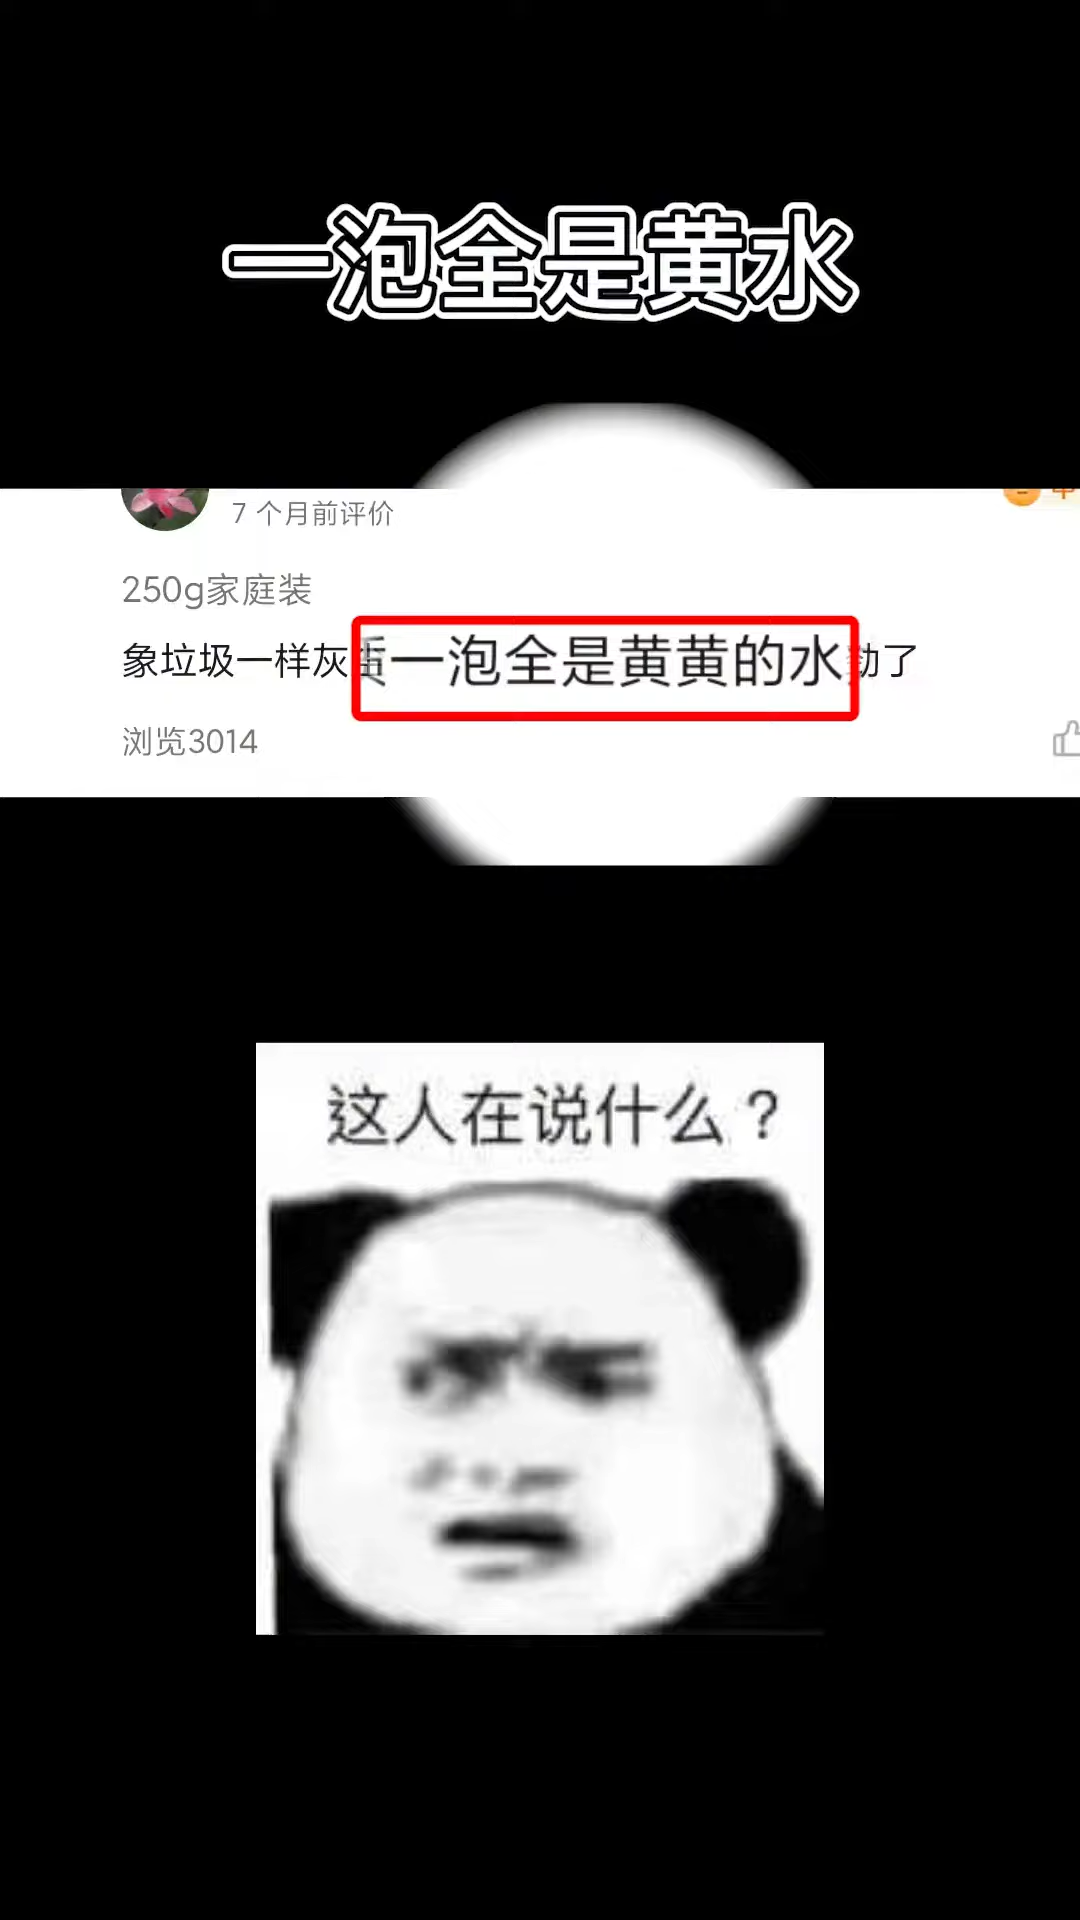 一泡全是黄水
7 个月前评价
250g家庭装
象垃圾一样灰一泡全是黄黄的水劲了
浏览3014
这人在说什么？